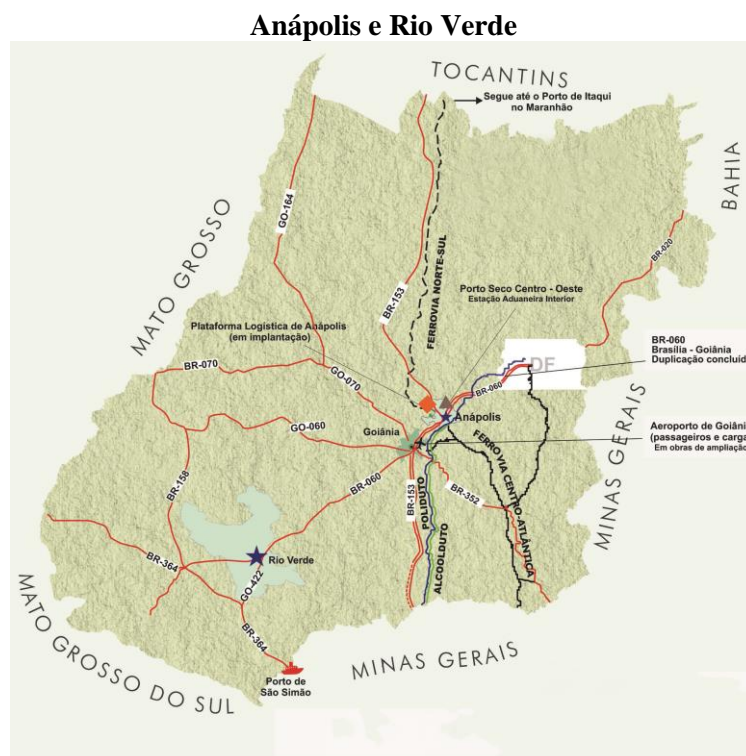 Anápolis e Rio Verde
TOCANTINS
Segue até o Porto de Itaqui
no Maranhão
BAHIA
MATO GROSSO
GO-164
BR-153
FERROVIA NORTE-SUL
BR-020
Porto Seco Centro - Oeste
Estação Aduaneira Interior
Plataforma Logística de Anápolis
(em implantação)
BR-060
Brasília - Goiânia
Duplicação concluíd
DF
BR-070
GO-070
BR-060
Anápolis
GO-060
Goiânia
Aeroporto de Goiâni
(passageiros e carga
Em obras de ampliaçã
MINAS GERAIS
FERROVIA CENTRO-ATLÂNTICA
BR-158
BR-060
BR-153
POLIDUTO
BR-352
ALCOOLDUTO
BR-364
Rio Verde
GO-422
BR-364
MATO GROSSO DO SUL
MINAS GERAIS
Porto de
São Simão